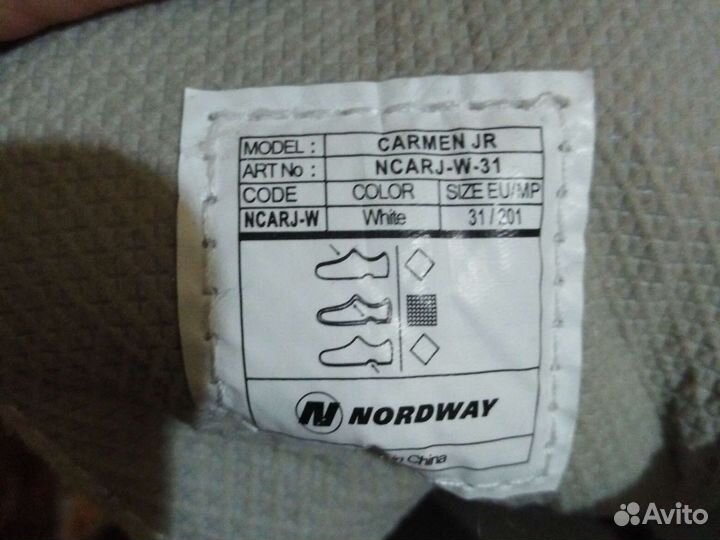 MODEL : CARMEN JR
ART No : NCARJ-W-31
CODE COLOR SIZE EU/MP
NCARJ-W White 31 / 201
NORDWAY
China
Avito